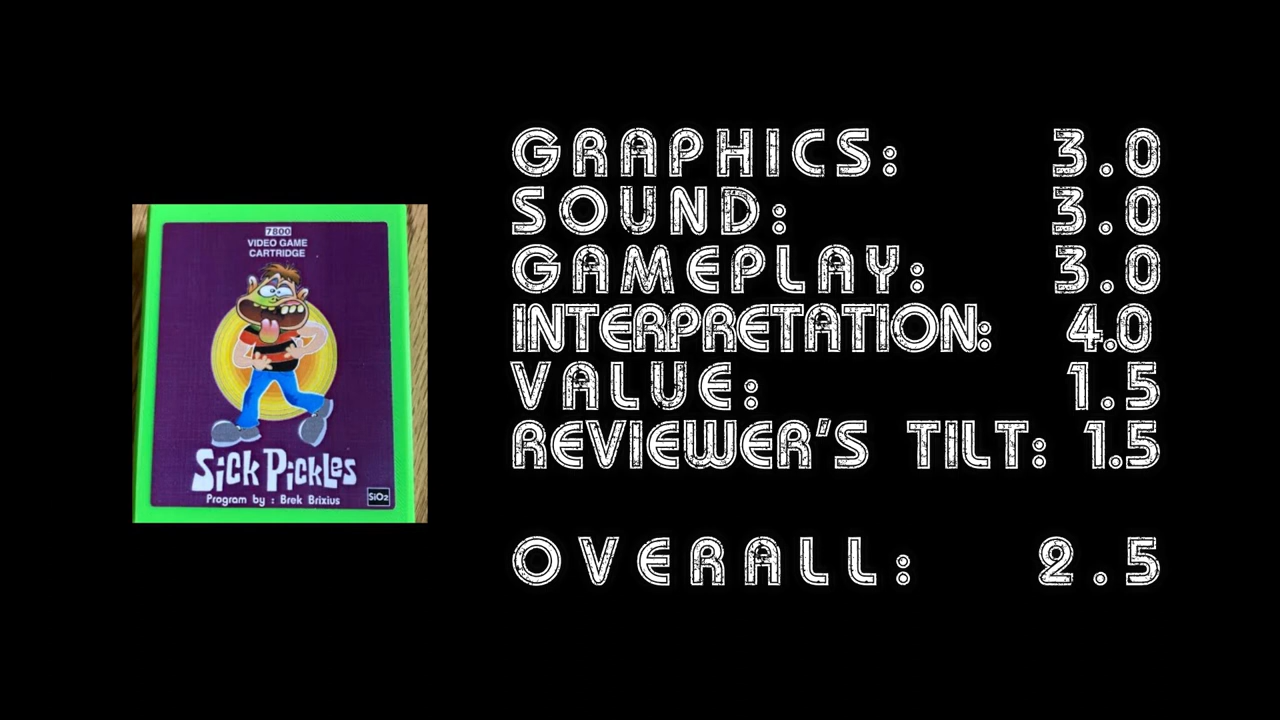 7800
VIDEO GAME
CARTRIDGE
SiCk PiCkLes
Program by : Brek Brixius
SiO2
GRAPHICS: 3.0
SOUND: 3.0
GAMEPLAY: 3.0
INTERPRETATION: 4.0
VALUE: 1.5
REVIEWER'S TILT: 1.5
OVERALL: 2.5